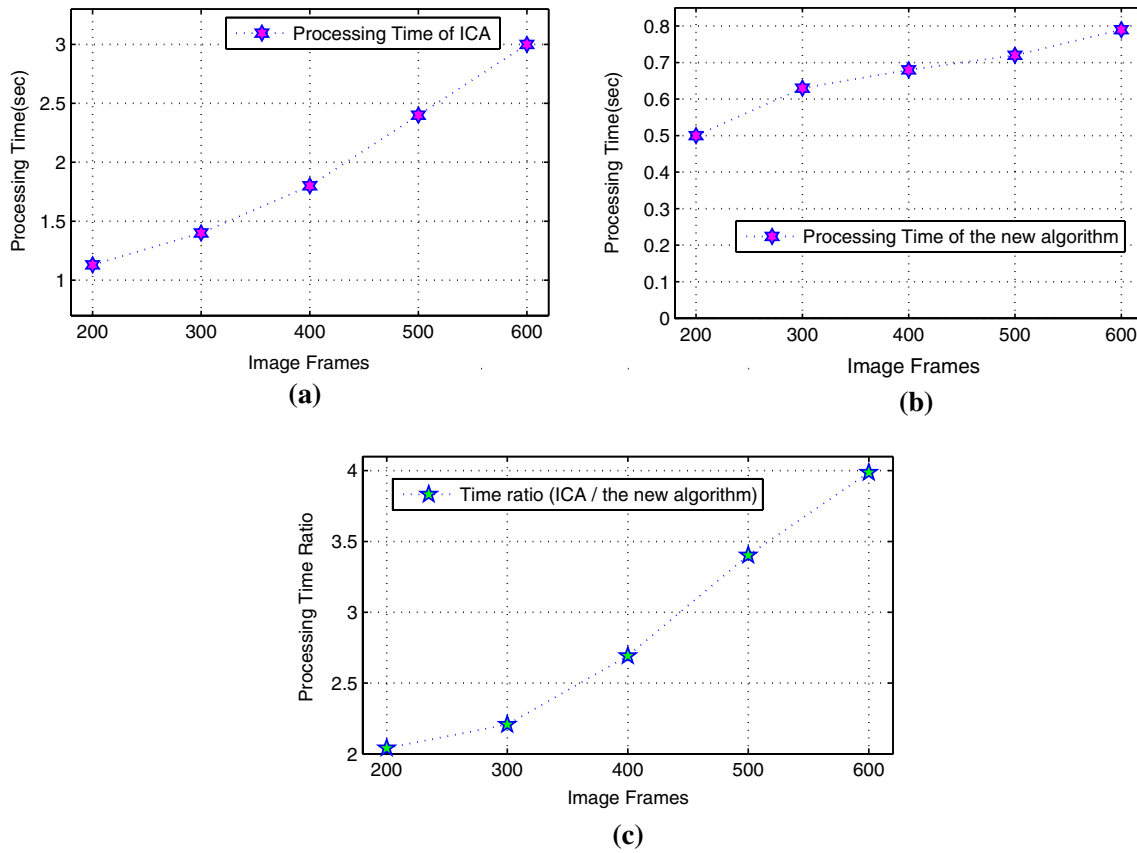 Processing Time of ICA
3
2.5
2
1.5
1
Processing Time(sec)
200 300 400 500 600
Image Frames
(a)
0.8
0.7
0.6
0.5
0.4
0.3
0.2
0.1
0
Processing Time(sec)
Processing Time of the new algorithm
200 300 400 500 600
Image Frames
(b)
4
3.5
3
2.5
2
Processing Time Ratio
Time ratio (ICA / the new algorithm)
200 300 400 500 600
Image Frames
(c)